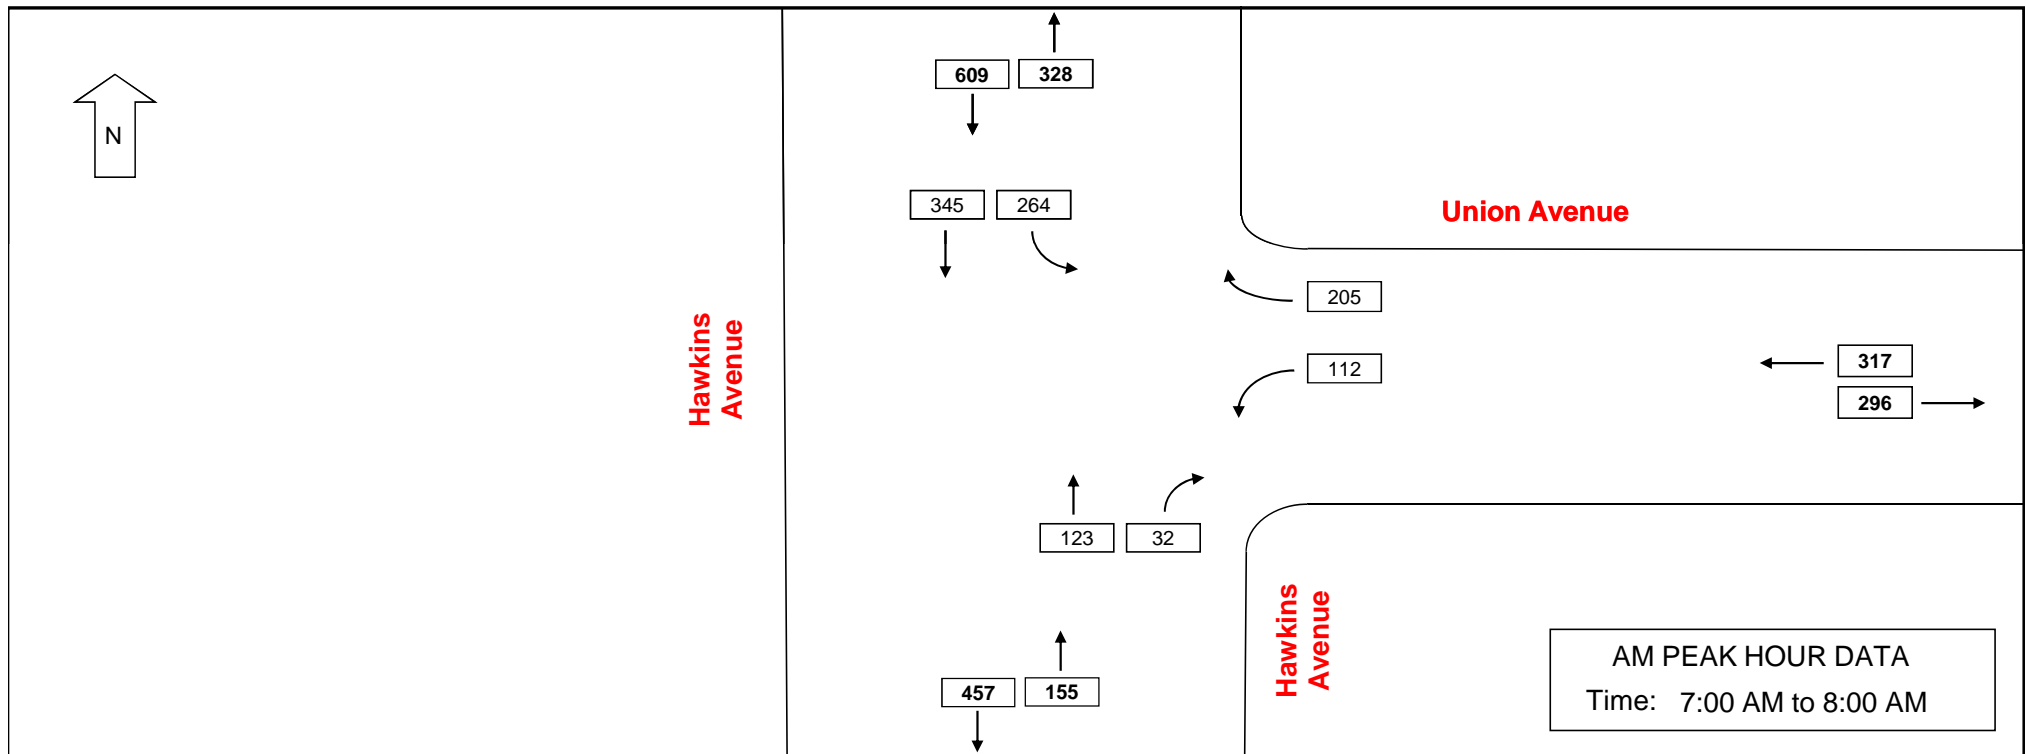 609 328
N
345 264
Union Avenue
205
Hawkins
Avenue
112
317
296
123 32
Hawkins
Avenue
457 155
AM PEAK HOUR DATA
Time: 7:00 AM to 8:00 AM